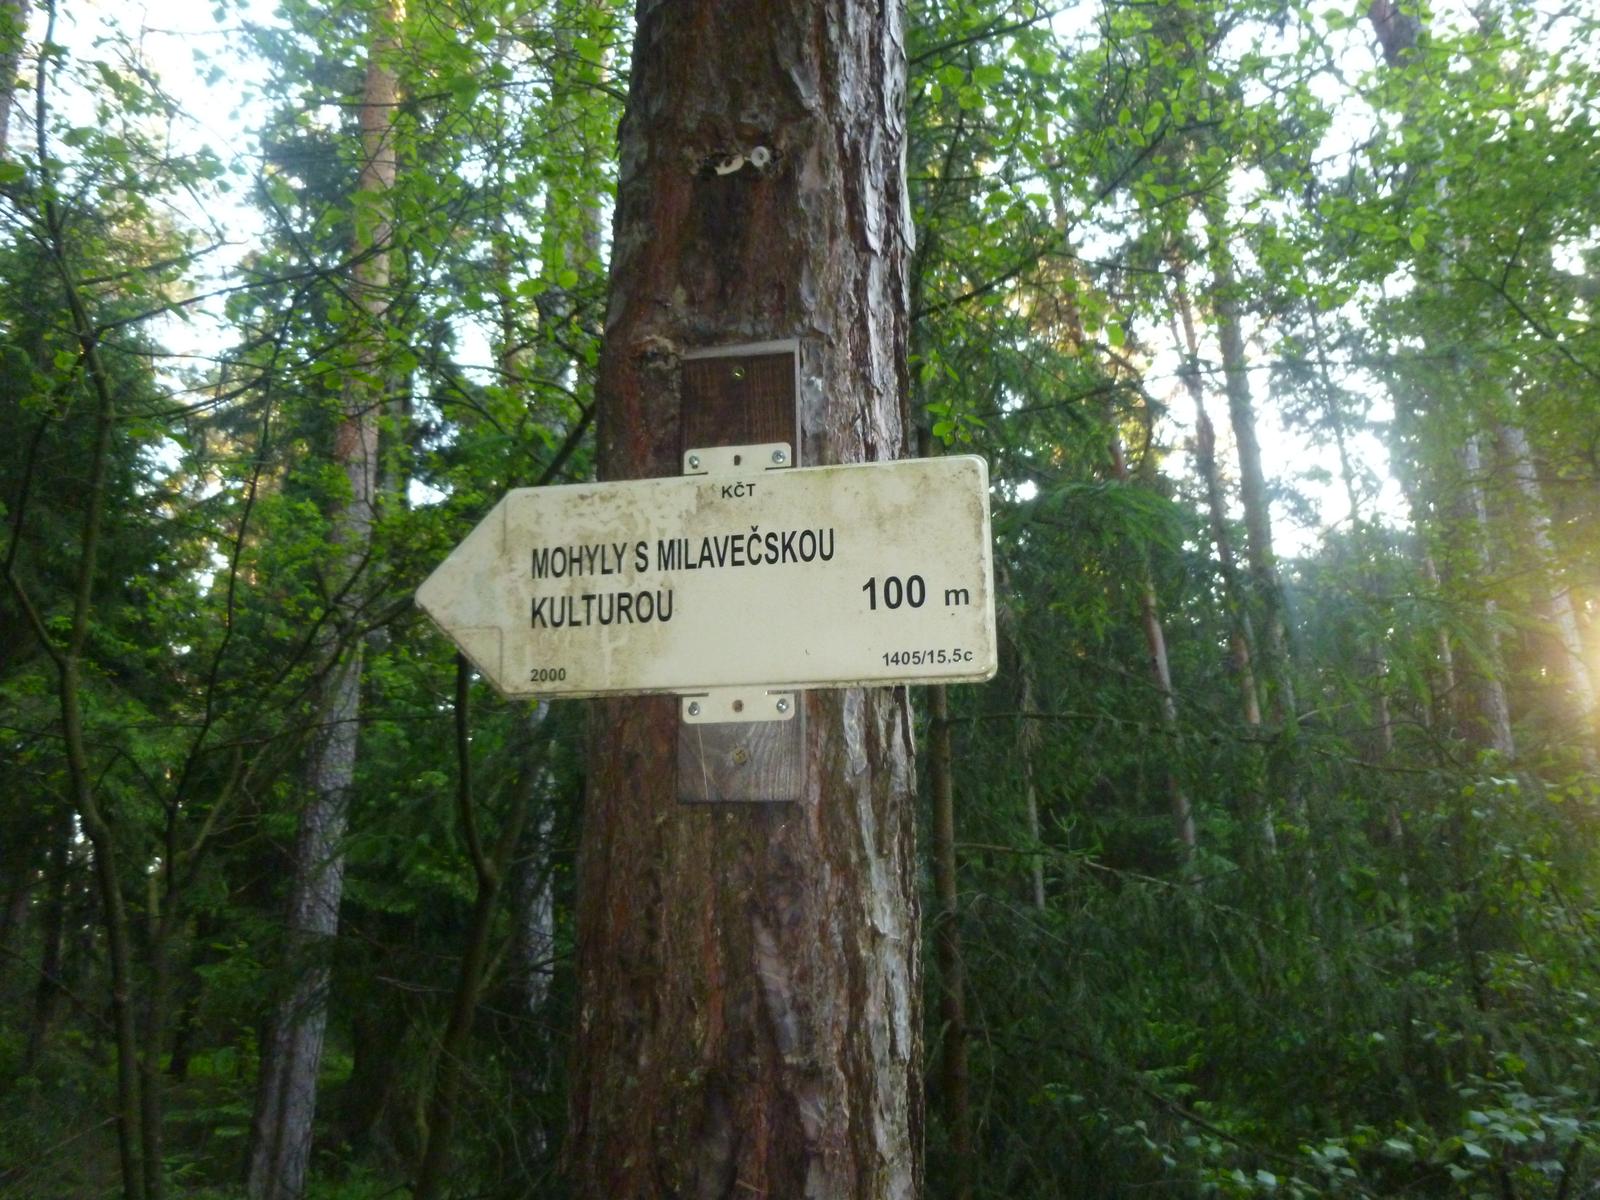 KČT
MOHYLY S MILAVEČSKOU
KULTUROU
100 m
2000
1405/15,5c